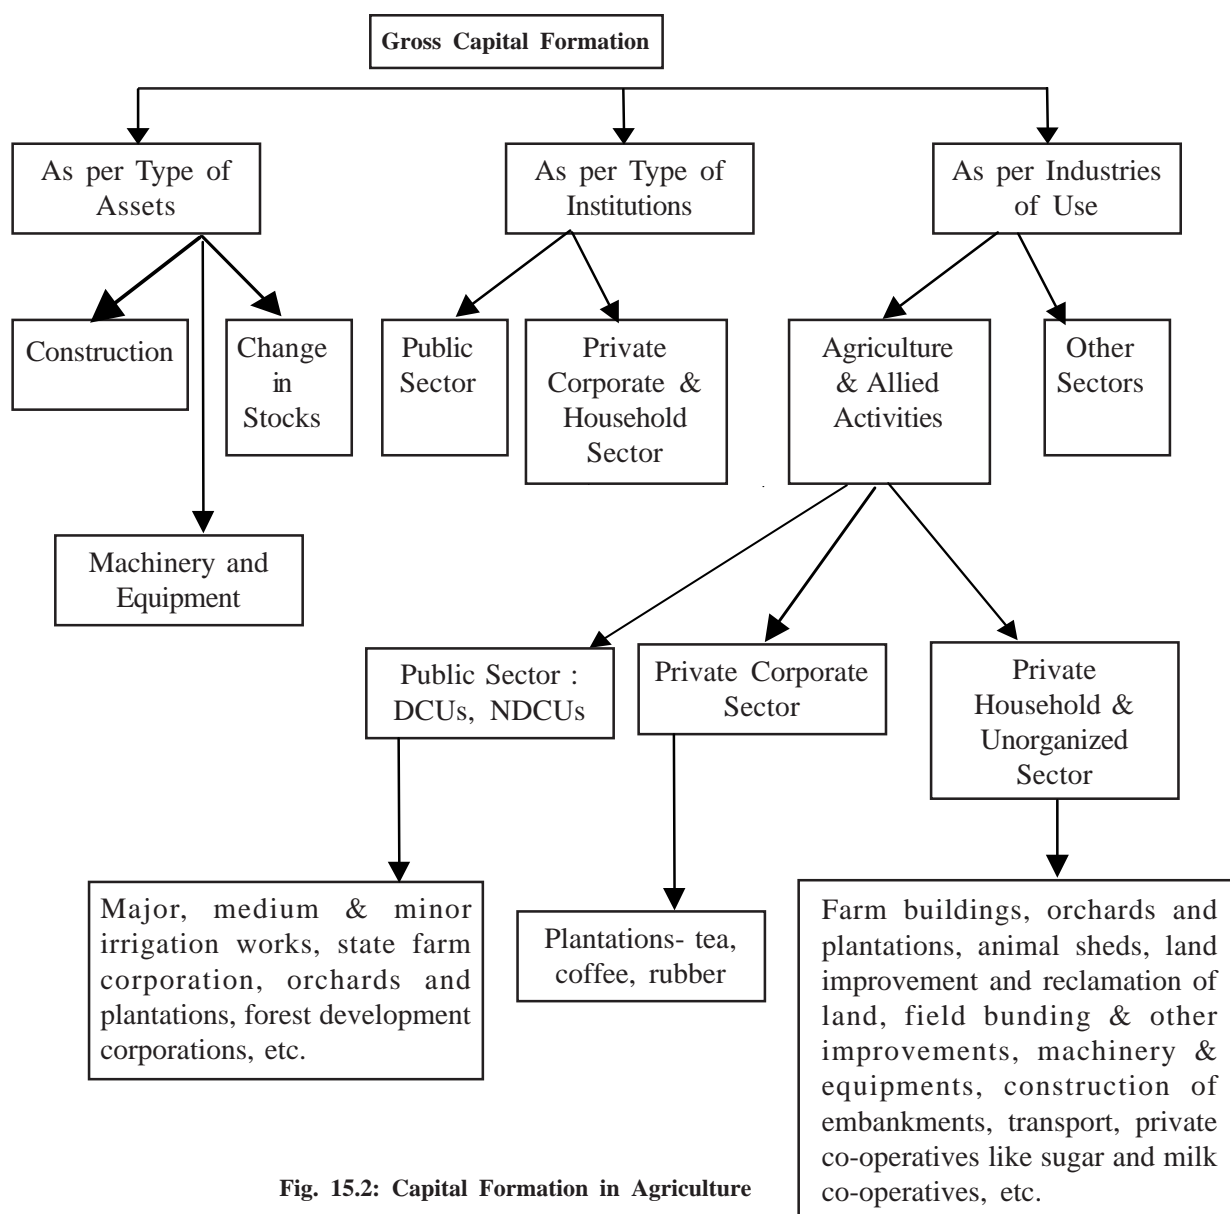 Gross Capital Formation
As per Type of
Assets
As per Type of
Institutions
As per Industries
of Use
Construction
Change
in
Stocks
Public
Sector
Private
Corporate &
Household
Sector
Agriculture
& Allied
Activities
Other
Sectors
Machinery and
Equipment
Public Sector :
DCUs, NDCUs
Private Corporate
Sector
Private
Household &
Unorganized
Sector
Major, medium & minor
irrigation works, state farm
corporation, orchards and
plantations, forest development
corporations, etc.
Plantations- tea,
coffee, rubber
Farm buildings, orchards and
plantations, animal sheds, land
improvement and reclamation of
land, field bunding & other
improvements, machinery &
equipments, construction of
embankments, transport, private
co-operatives like sugar and milk
co-operatives, etc.
Fig. 15.2: Capital Formation in Agriculture